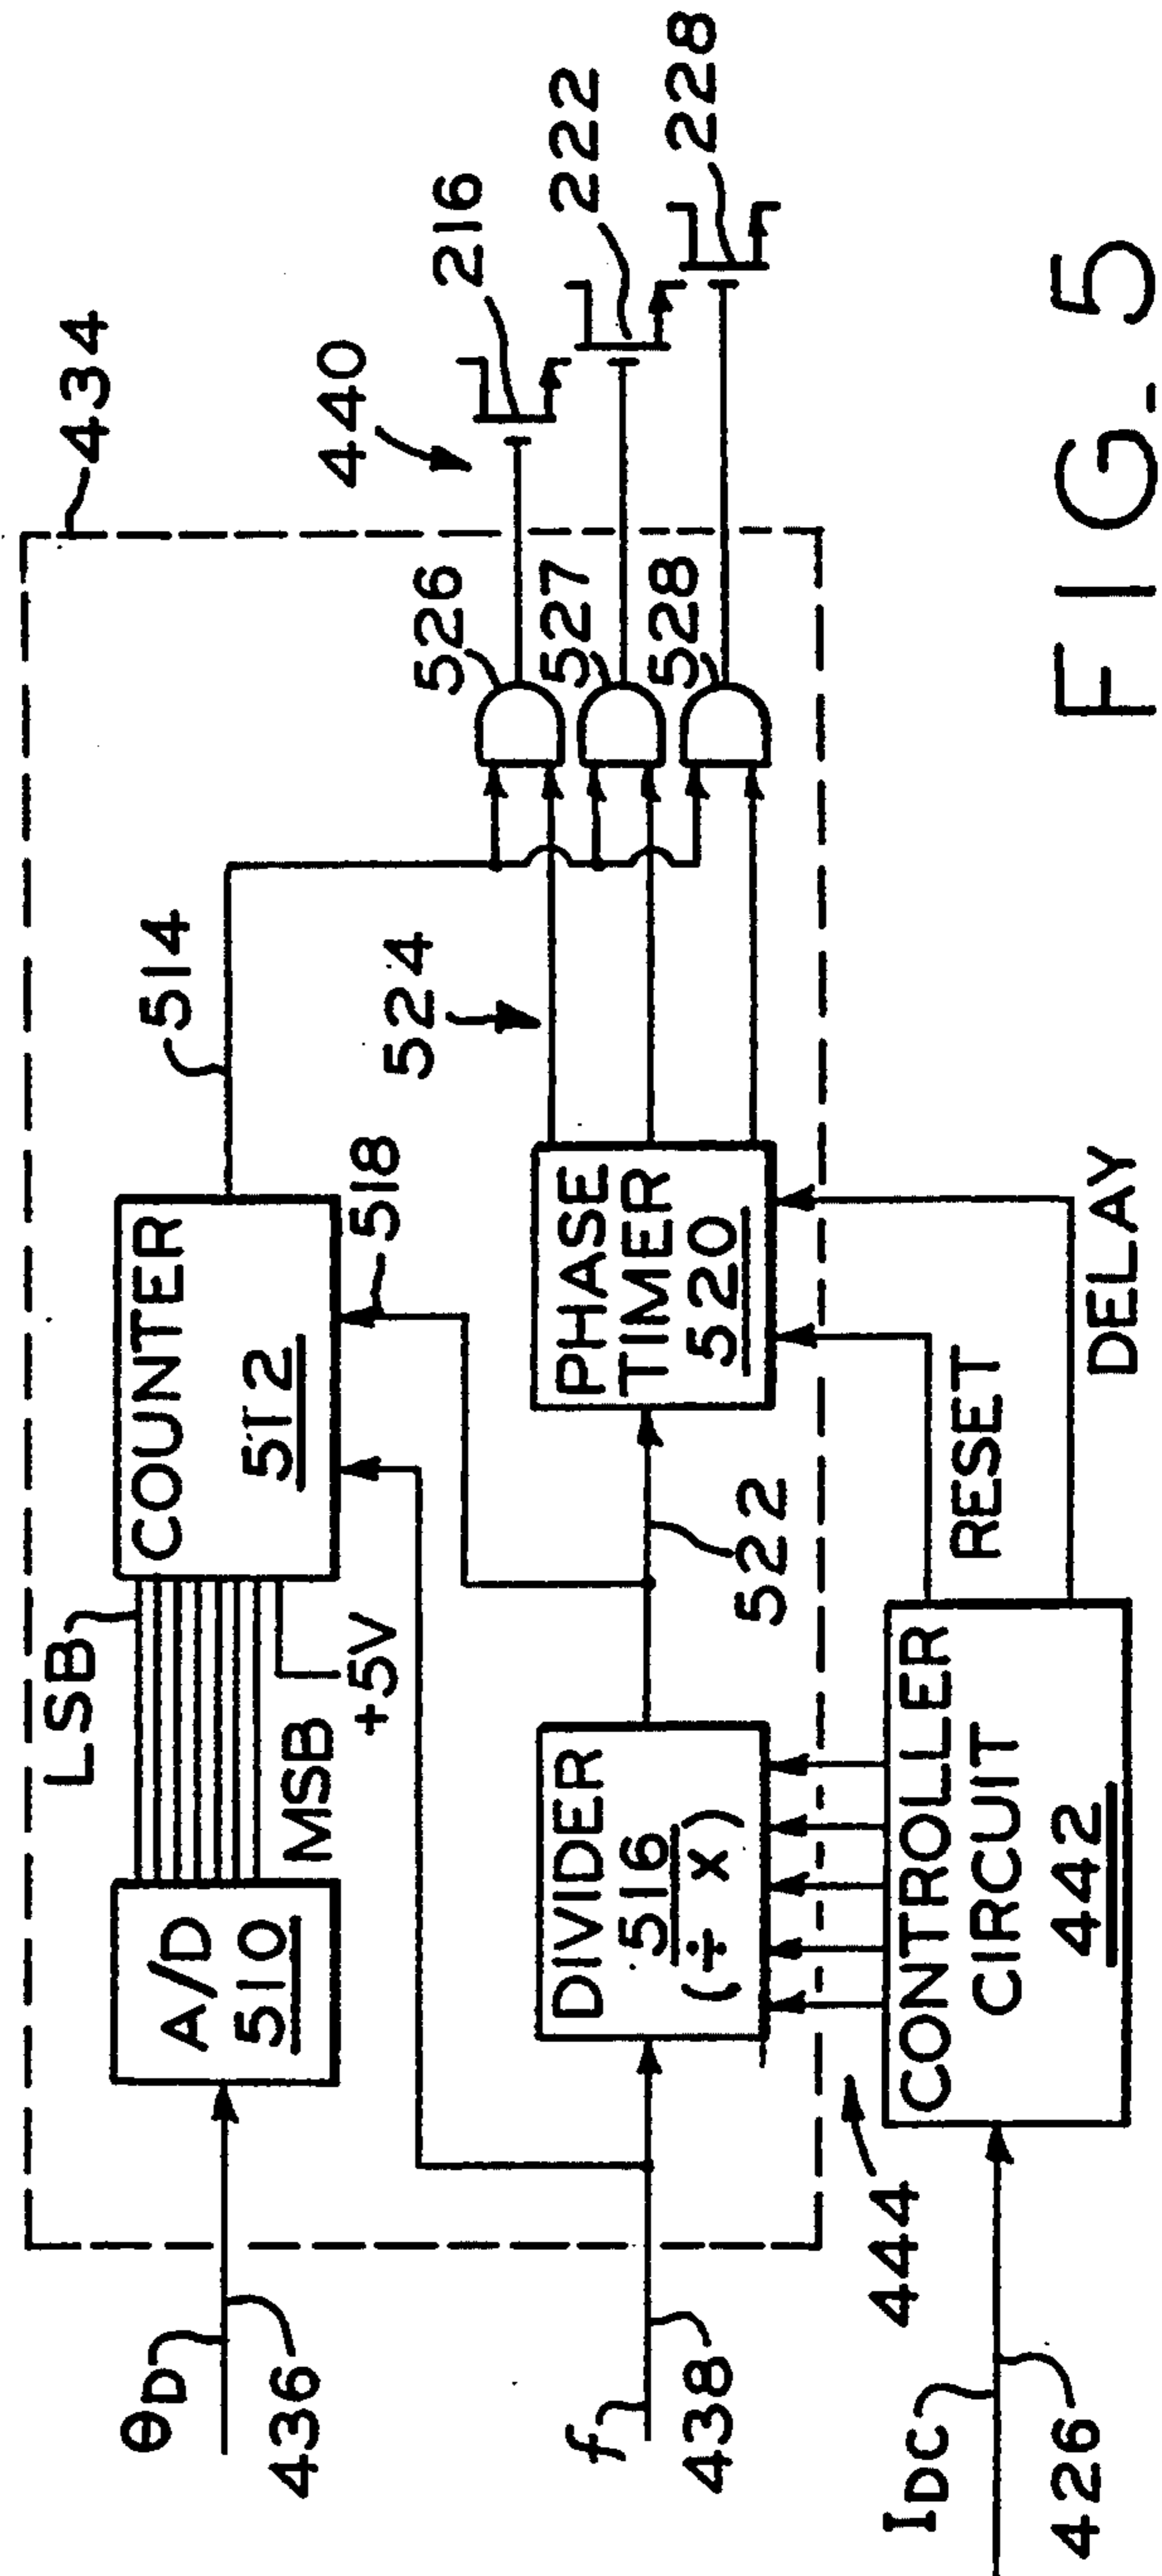 434
514
LSB
COUNTER
512
518
A/D
510
MSB
+5V
θD
436
440
216
222
228
526
527
528
524
PHASE
TIMER
520
522
DIVIDER
516
(÷ X)
f
438
444
RESET
DELAY
CONTROLLER
CIRCUIT
442
IDC
426
FIG. 5